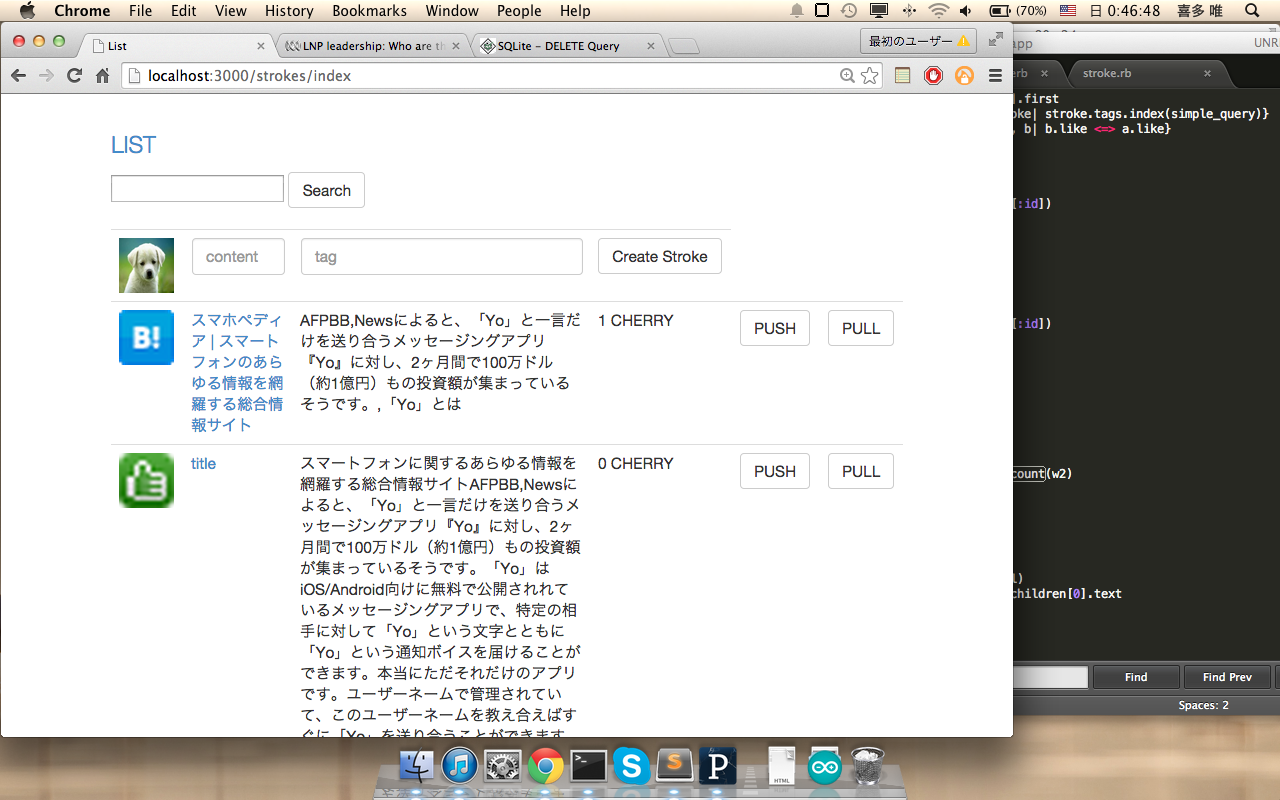 Chrome File Edit View History Bookmarks Window People Help (70%) 日 0:46:48 喜多 唯
List LNP leadership: Who are th SQLite – DELETE Query 最初のユーザー
localhost:3000/strokes/index
LIST
Search
content tag Create Stroke
B! スマホペディ
ア | スマート
フォンのあら
ゆる情報を網
羅する総合情
報サイト
AFPBB,Newsによると、「Yo」と一言だ
けを送り合うメッセージングアプリ
『Yo』に対し、2ヶ月間で100万ドル
（約1億円）もの投資額が集まっている
そうです。,「Yo」とは
1 CHERRY PUSH PULL
title
スマートフォンに関するあらゆる情報を
網羅する総合情報サイトAFPBB,Newsに
よると、「Yo」と一言だけを送り合うメ
ッセージングアプリ『Yo』に対し、2ヶ
月間で100万ドル（約1億円）もの投資額
が集まっているそうです。「Yo」は
iOS/Android向けに無料で公開されれて
いるメッセージングアプリで、特定の相
手に対して「Yo」という文字とともに
「Yo」という通知ボイスを届けることが
できます。本当にただそれだけのアプリ
です。ユーザーネームで管理されてい
て、このユーザーネームを教え合えばす
ぐに「Yo」を送り合うことができます
0 CHERRY PUSH PULL
app UNR
erb stroke.rb
].first
oke| stroke.tags.index(simple_query)}
, b| b.like <=> a.like}
[:id])
[:id])
count(w2)
l)
children[0].text
Find Find Prev
Spaces: 2
S S P HTML